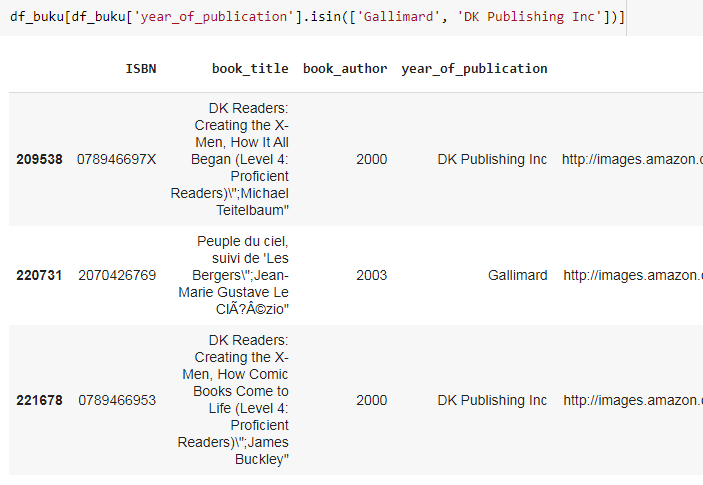 df_buku[df_buku['year_of_publication'].isin(['Gallimard', 'DK Publishing Inc'])]
ISBN book_title book_author year_of_publication
DK Readers:
Creating the X-
Men, How It All
Began (Level 4:
Proficient
Readers)\";Michael
Teitelbaum"
209538 078946697X 2000 DK Publishing Inc http://images.amazon.c
Peuple du ciel,
suivi de 'Les
Bergers\";Jean-
Marie Gustave Le
ClÃ?Â©zio"
220731 2070426769 2003 Gallimard http://images.amazon.c
DK Readers:
Creating the X-
Men, How Comic
Books Come to
Life (Level 4:
Proficient
Readers)\";James
Buckley"
221678 0789466953 2000 DK Publishing Inc http://images.amazon.c